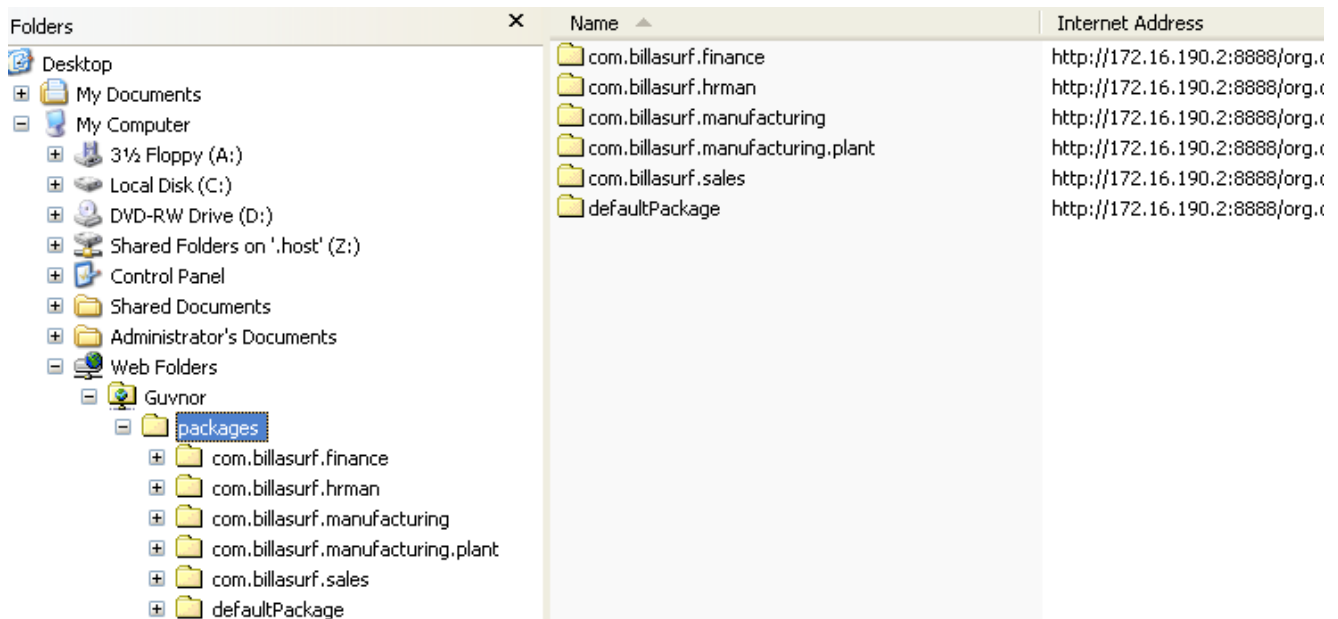 Folders
Desktop
My Documents
My Computer
3½ Floppy (A:)
Local Disk (C:)
DVD-RW Drive (D:)
Shared Folders on '.host' (Z:)
Control Panel
Shared Documents
Administrator's Documents
Web Folders
Guvnor
packages
com.billasurf.finance
com.billasurf.hrman
com.billasurf.manufacturing
com.billasurf.manufacturing.plant
com.billasurf.sales
defaultPackage
Name Internet Address
com.billasurf.finance http://172.16.190.2:8888/org.
com.billasurf.hrman http://172.16.190.2:8888/org.
com.billasurf.manufacturing http://172.16.190.2:8888/org.
com.billasurf.manufacturing.plant http://172.16.190.2:8888/org.
com.billasurf.sales http://172.16.190.2:8888/org.
defaultPackage http://172.16.190.2:8888/org.